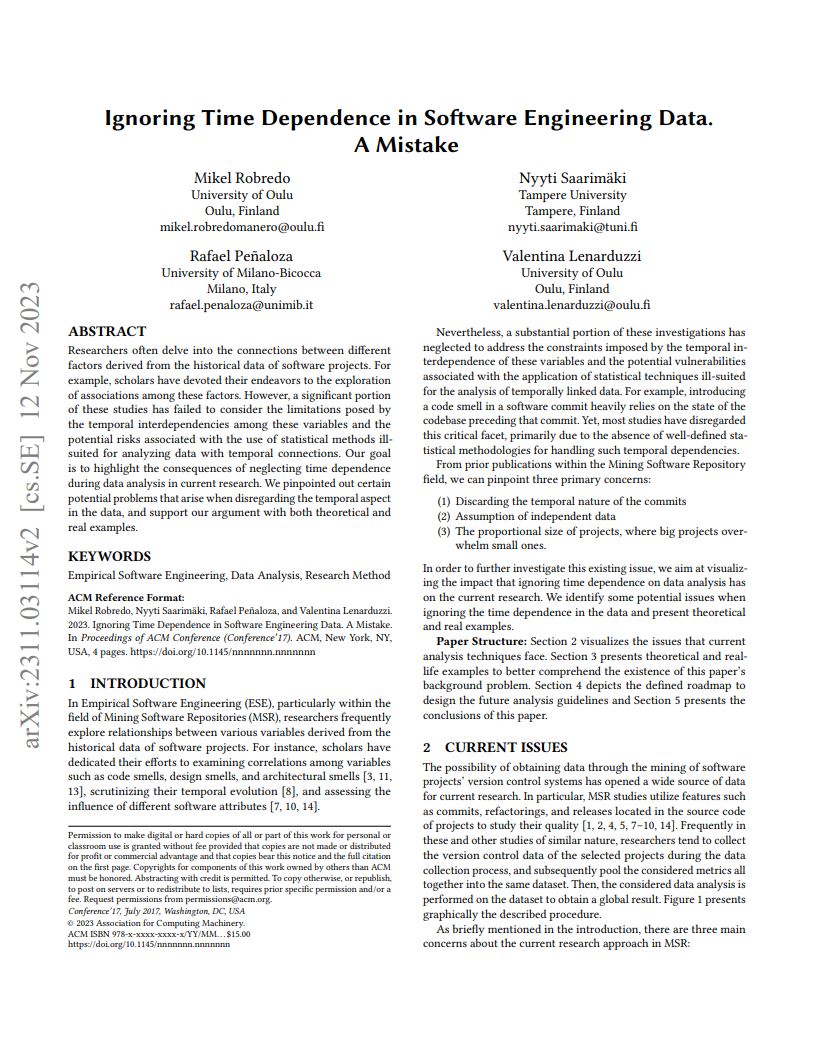 Ignoring Time Dependence in Software Engineering Data.
A Mistake
Mikel Robredo
University of Oulu
Oulu, Finland
mikel.robredomanero@oulu.fi
Nyyti Saarimäki
Tampere University
Tampere, Finland
nyyti.saarimaki@tuni.fi
Rafael Peñaloza
University of Milano-Bicocca
Milano, Italy
rafael.penaloza@unimib.it
Valentina Lenarduzzi
University of Oulu
Oulu, Finland
valentina.lenarduzzi@oulu.fi
arXiv:2311.03114v2 [cs.SE] 12 Nov 2023
ABSTRACT
Researchers often delve into the connections between different
factors derived from the historical data of software projects. For
example, scholars have devoted their endeavors to the exploration
of associations among these factors. However, a significant portion
of these studies has failed to consider the limitations posed by
the temporal interdependencies among these variables and the
potential risks associated with the use of statistical methods ill-
suited for analyzing data with temporal connections. Our goal
is to highlight the consequences of neglecting time dependence
during data analysis in current research. We pinpointed out certain
potential problems that arise when disregarding the temporal aspect
in the data, and support our argument with both theoretical and
real examples.
KEYWORDS
Empirical Software Engineering, Data Analysis, Research Method
ACM Reference Format:
Mikel Robredo, Nyyti Saarimäki, Rafael Peñaloza, and Valentina Lenarduzzi.
2023. Ignoring Time Dependence in Software Engineering Data. A Mistake.
In Proceedings of ACM Conference (Conference'17). ACM, New York, NY,
USA, 4 pages. https://doi.org/10.1145/nnnnnnn.nnnnnnn
1 INTRODUCTION
In Empirical Software Engineering (ESE), particularly within the
field of Mining Software Repositories (MSR), researchers frequently
explore relationships between various variables derived from the
historical data of software projects. For instance, scholars have
dedicated their efforts to examining correlations among variables
such as code smells, design smells, and architectural smells [3, 11,
13], scrutinizing their temporal evolution [8], and assessing the
influence of different software attributes [7, 10, 14].
Permission to make digital or hard copies of all or part of this work for personal or
classroom use is granted without fee provided that copies are not made or distributed
for profit or commercial advantage and that copies bear this notice and the full citation
on the first page. Copyrights for components of this work owned by others than ACM
must be honored. Abstracting with credit is permitted. To copy otherwise, or republish,
to post on servers or to redistribute to lists, requires prior specific permission and/or a
fee. Request permissions from permissions@acm.org.
Conference'17, July 2017, Washington, DC, USA
© 2023 Association for Computing Machinery.
ACM ISBN 978-x-xxxx-xxxx-x/YY/MM...$15.00
https://doi.org/10.1145/nnnnnnn.nnnnnnn
Nevertheless, a substantial portion of these investigations has
neglected to address the constraints imposed by the temporal in-
terdependence of these variables and the potential vulnerabilities
associated with the application of statistical techniques ill-suited
for the analysis of temporally linked data. For example, introducing
a code smell in a software commit heavily relies on the state of the
codebase preceding that commit. Yet, most studies have disregarded
this critical facet, primarily due to the absence of well-defined sta-
tistical methodologies for handling such temporal dependencies.
From prior publications within the Mining Software Repository
field, we can pinpoint three primary concerns:
(1) Discarding the temporal nature of the commits
(2) Assumption of independent data
(3) The proportional size of projects, where big projects over-
whelm small ones.
In order to further investigate this existing issue, we aim at visualiz-
ing the impact that ignoring time dependence on data analysis has
on the current research. We identify some potential issues when
ignoring the time dependence in the data and present theoretical
and real examples.
Paper Structure: Section 2 visualizes the issues that current
analysis techniques face. Section 3 presents theoretical and real-
life examples to better comprehend the existence of this paper's
background problem. Section 4 depicts the defined roadmap to
design the future analysis guidelines and Section 5 presents the
conclusions of this paper.
2 CURRENT ISSUES
The possibility of obtaining data through the mining of software
projects' version control systems has opened a wide source of data
for current research. In particular, MSR studies utilize features such
as commits, refactorings, and releases located in the source code
of projects to study their quality [1, 2, 4, 5, 7–10, 14]. Frequently in
these and other studies of similar nature, researchers tend to collect
the version control data of the selected projects during the data
collection process, and subsequently pool the considered metrics all
together into the same dataset. Then, the considered data analysis is
performed on the dataset to obtain a global result. Figure 1 presents
graphically the described procedure.
As briefly mentioned in the introduction, there are three main
concerns about the current research approach in MSR: